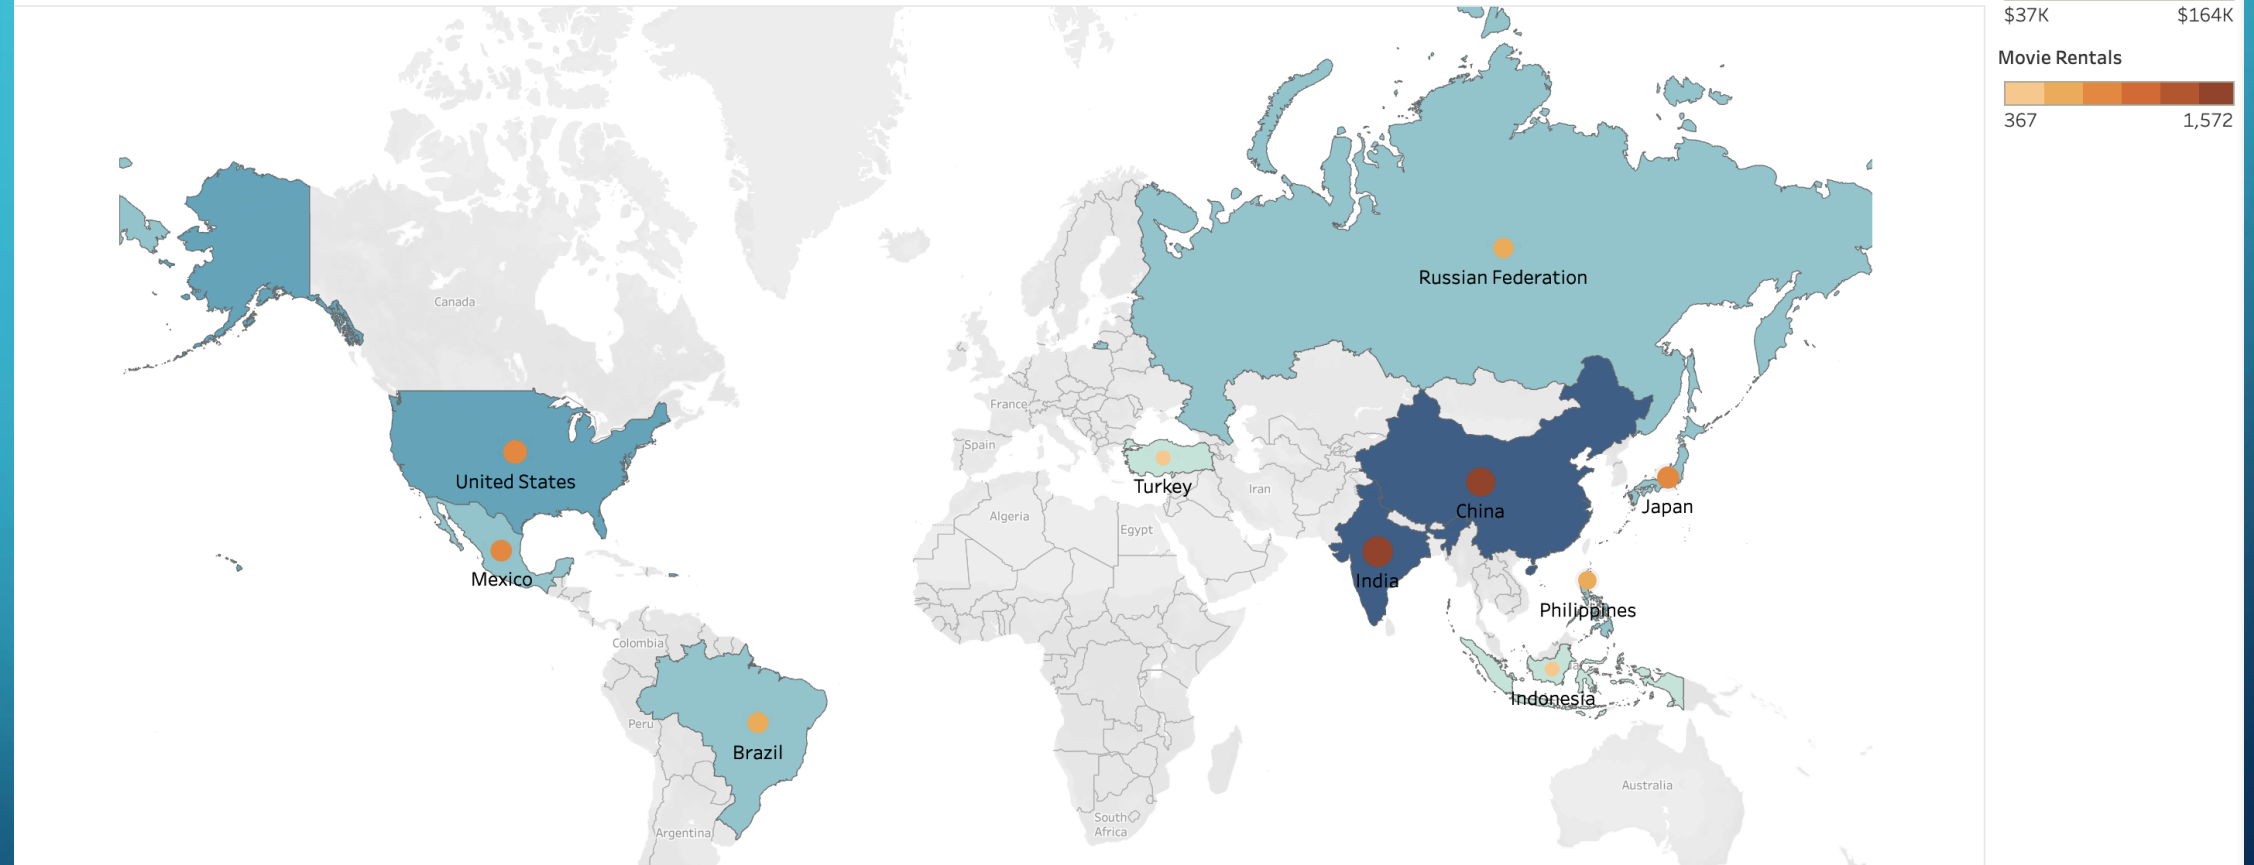 $37K $164K
Movie Rentals
367 1,572
Russian Federation
Canada
France
Spain
United States
Turkey
Iran
China
Japan
Algeria
Egypt
Mexico
India
Philippines
Colombia
Indonesia
Peru
Brazil
Australia
South
Africa
Argentina